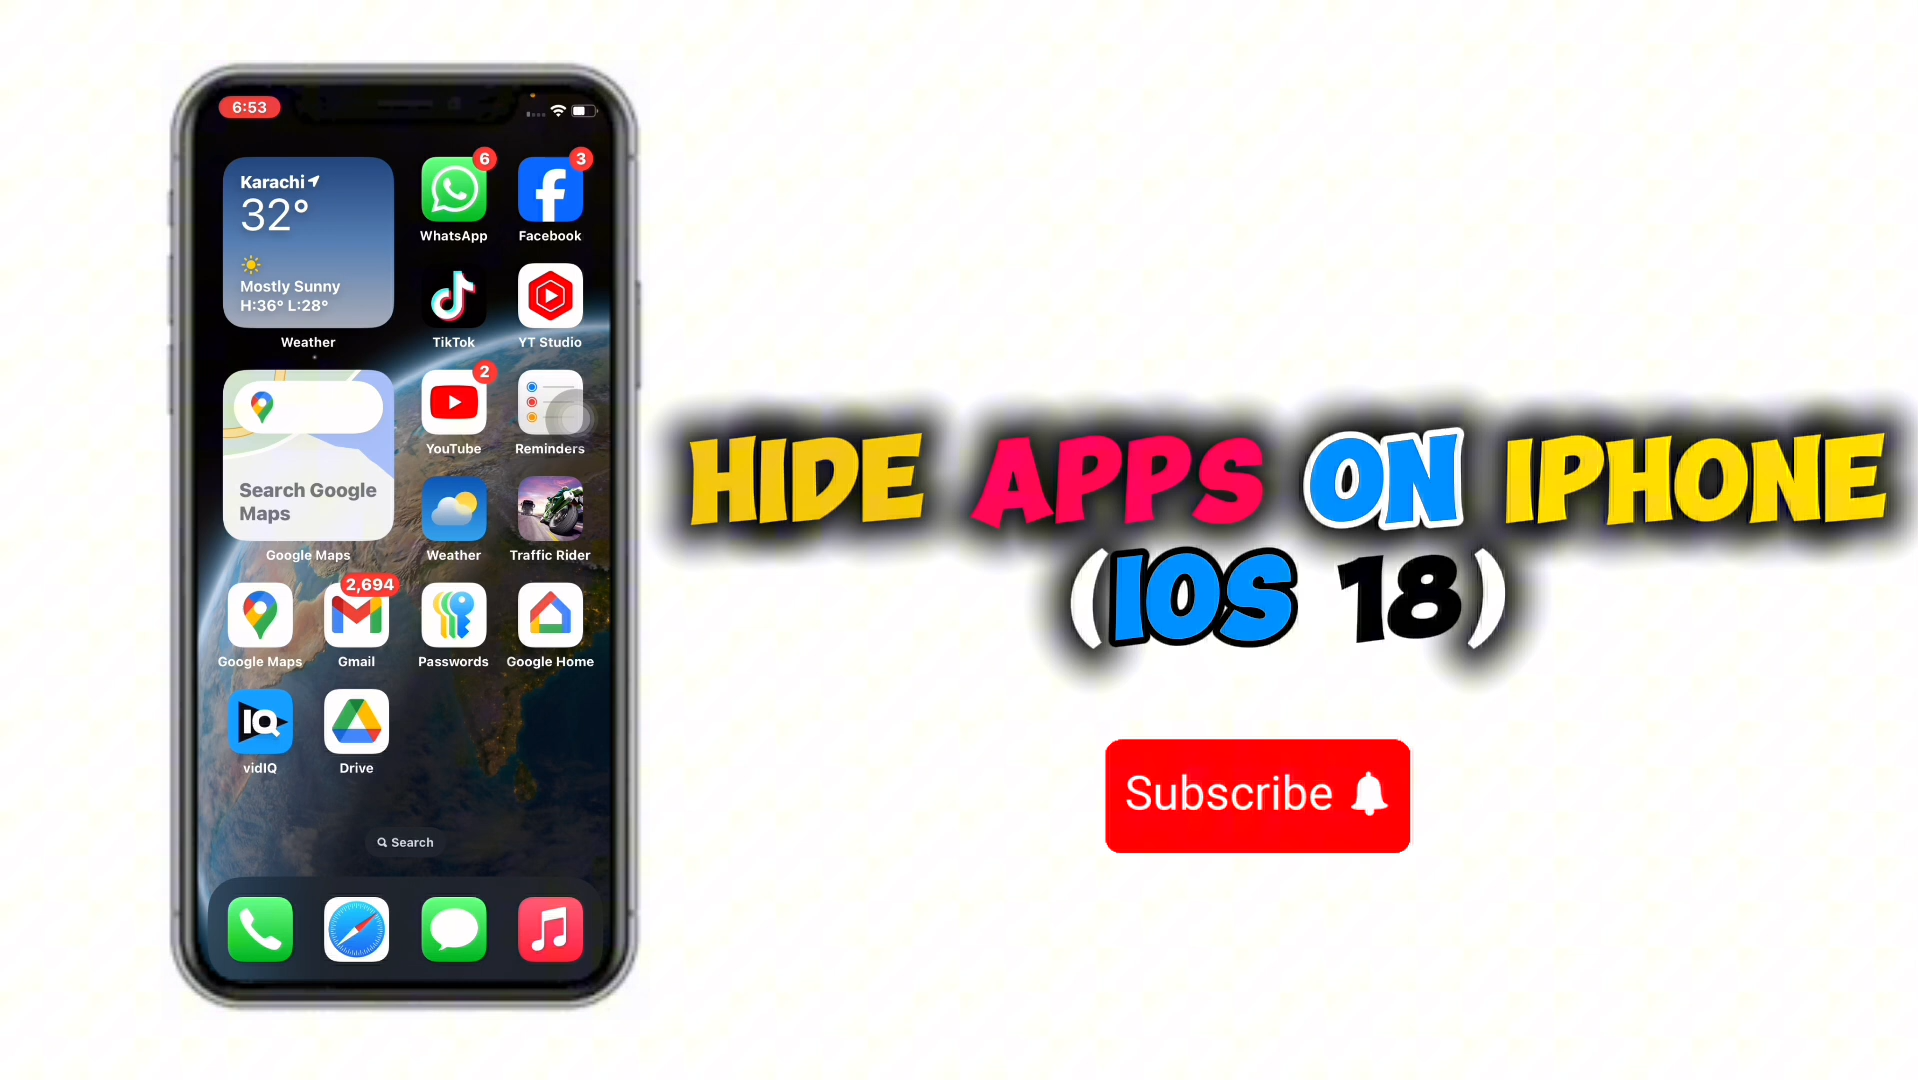 6:53
Karachi
32°
Mostly Sunny
H:36° L:28°
Weather
6
WhatsApp
3
Facebook
TikTok
YT Studio
Search Google
Maps
Google Maps
2
YouTube
Reminders
Weather
Traffic Rider
Google Maps
2,694
Gmail
Passwords
Google Home
IQ
vidIQ
Drive
Search
HIDE APPS ON IPHONE
(IOS 18)
Subscribe